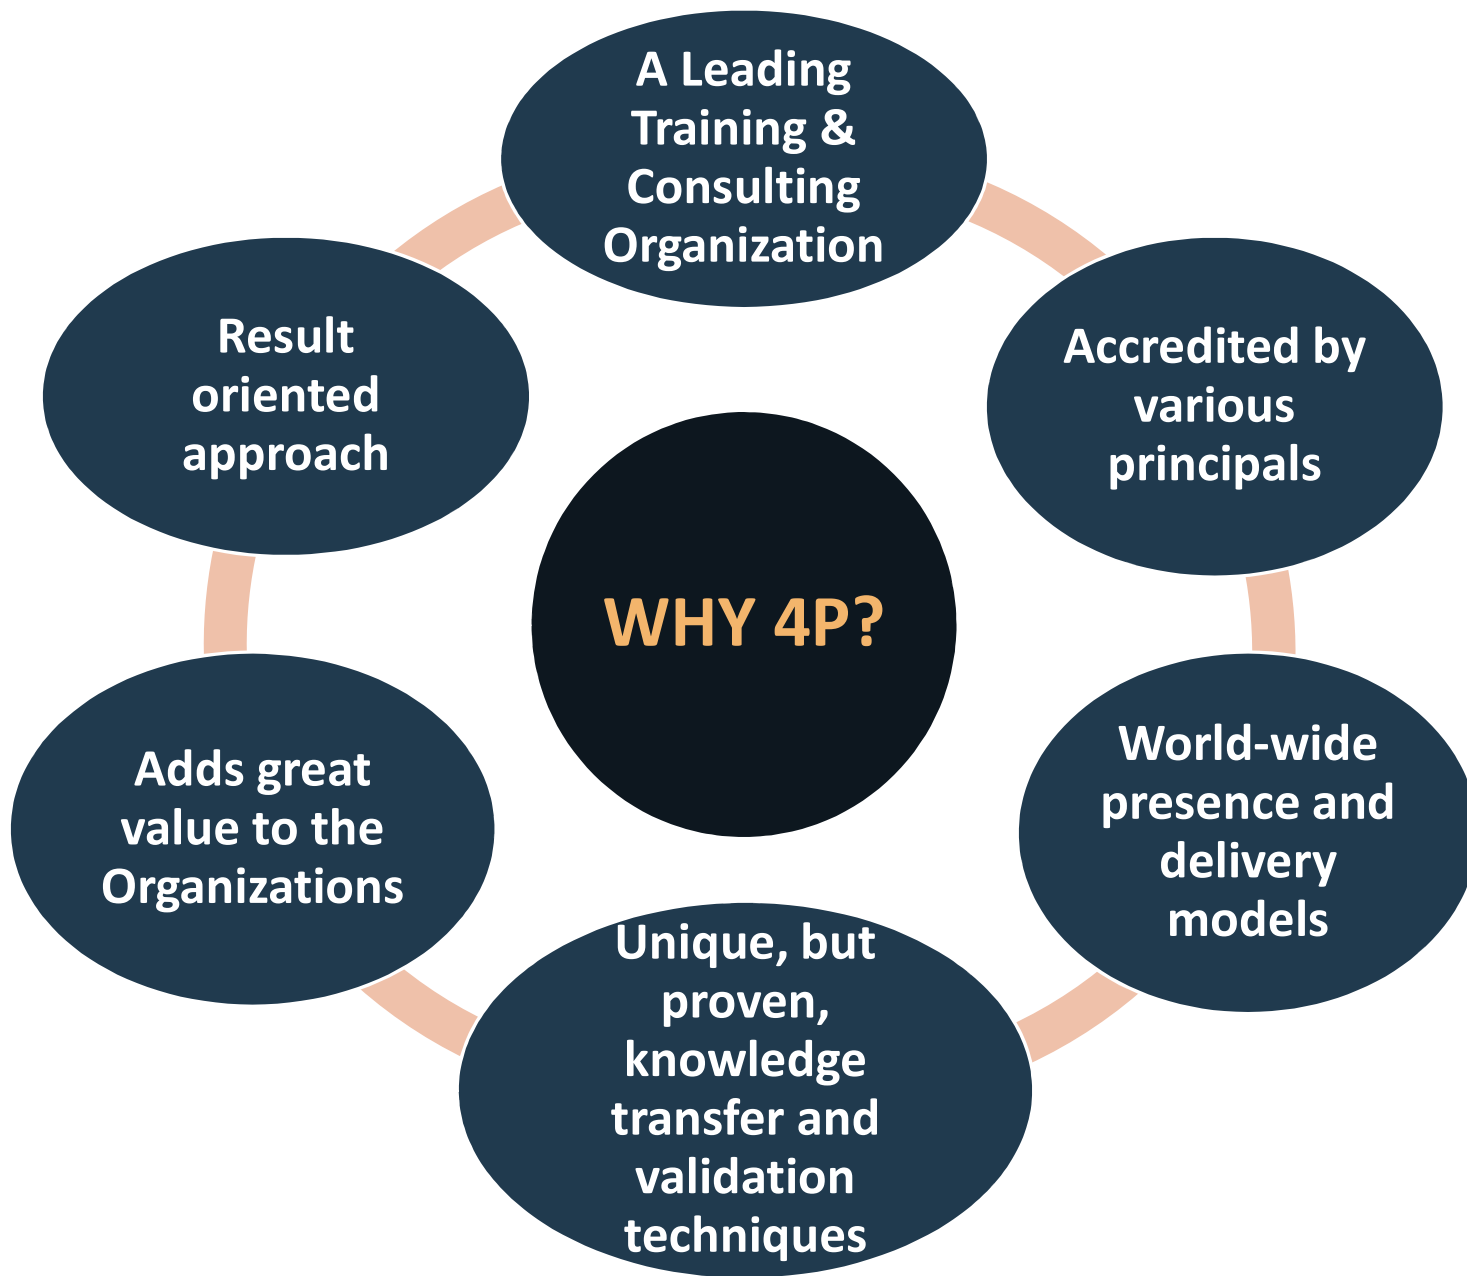 A Leading
Training &
Consulting
Organization
Accredited by
various
principals
World-wide
presence and
delivery
models
Unique, but
proven,
knowledge
transfer and
validation
techniques
Adds great
value to the
Organizations
Result
oriented
approach
WHY 4P?